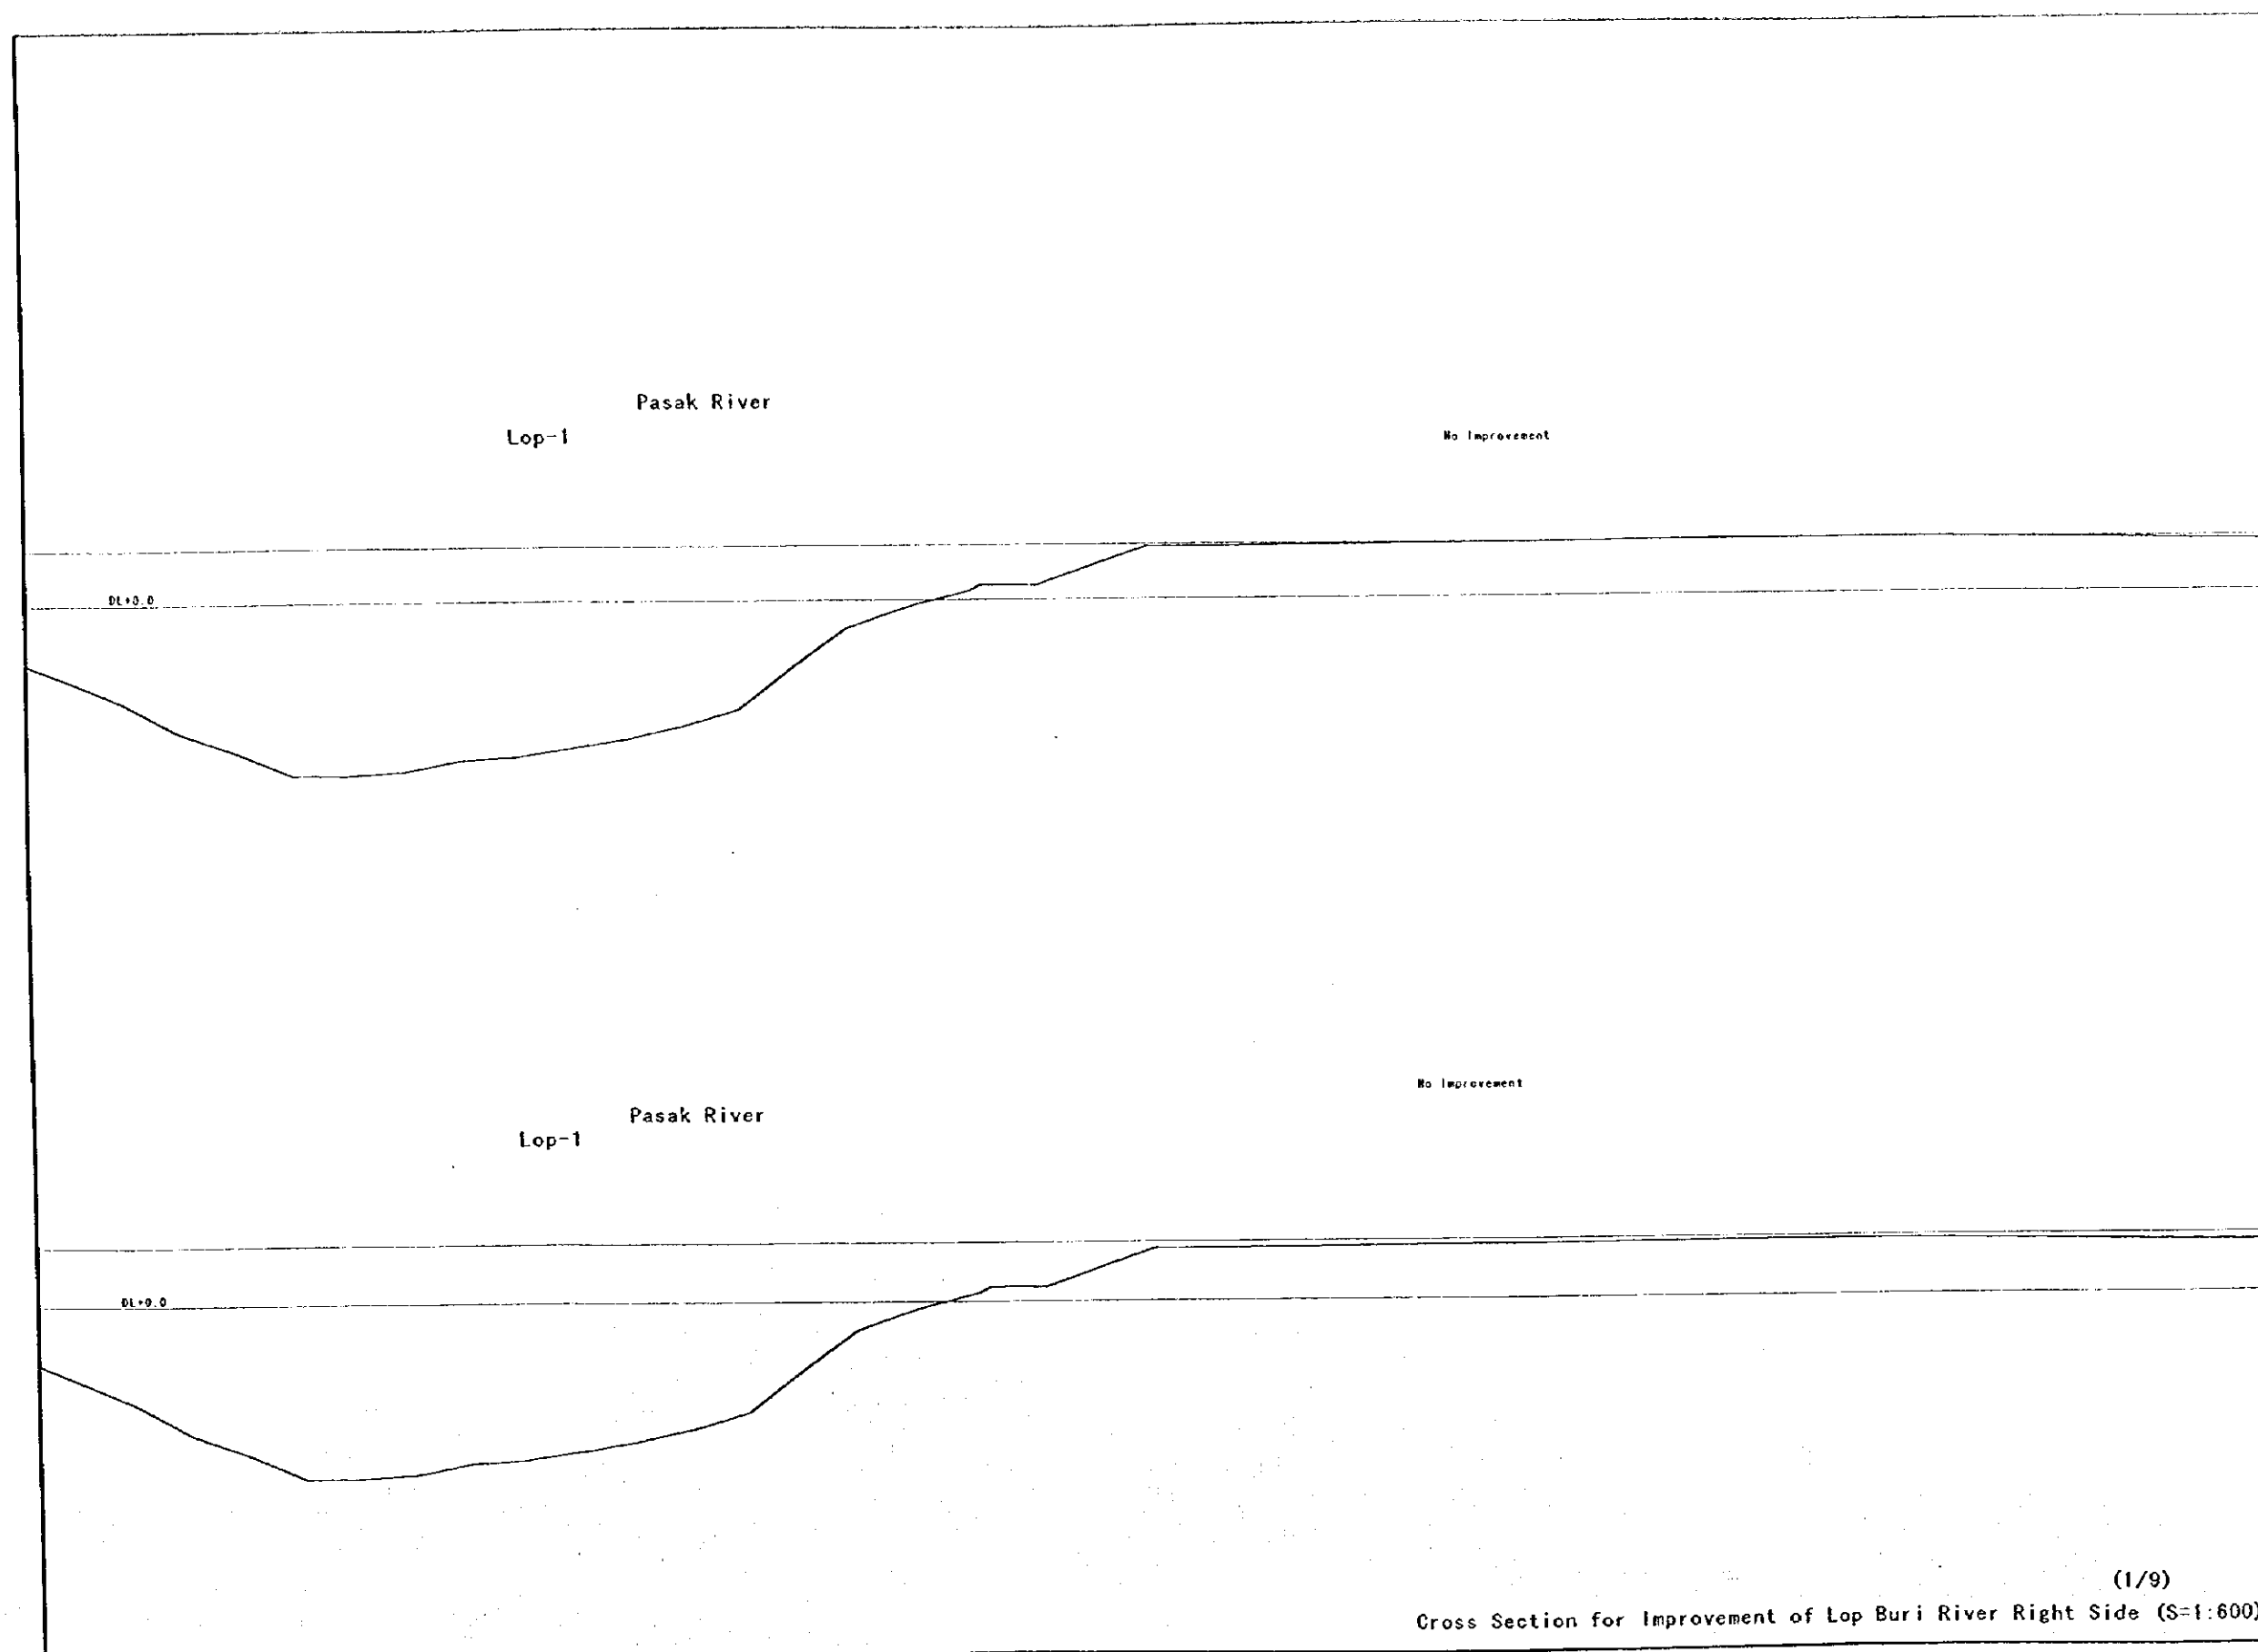 Pasak River
Lop-1
No Improvement
DL+0.0
No Improvement
Pasak River
Lop-1
DL+0.0
(1/9)
Cross Section for Improvement of Lop Buri River Right Side (S=1:600)